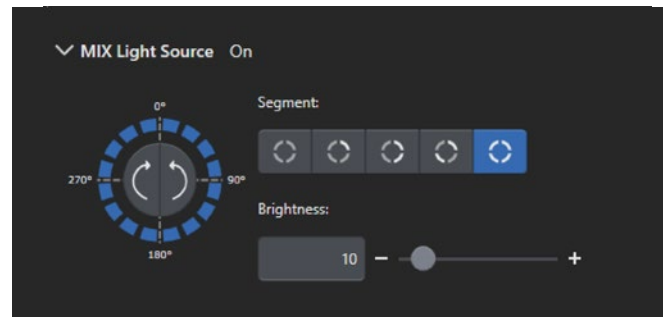 MIX Light Source On
Segment:
0°
270°
90°
180°
Brightness:
10 − +